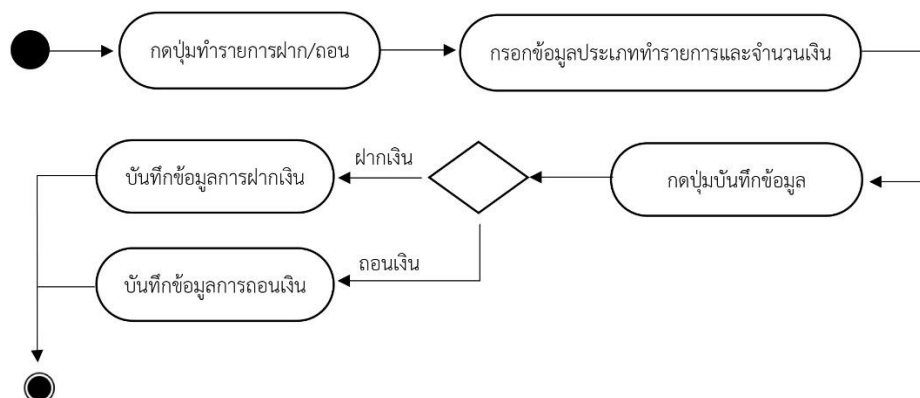 กดปุ่มทำรายการฝาก/ถอน
กรอกข้อมูลประเภททำรายการและจำนวนเงิน
กดปุ่มบันทึกข้อมูล
ฝากเงิน
บันทึกข้อมูลการฝากเงิน
ถอนเงิน
บันทึกข้อมูลการถอนเงิน